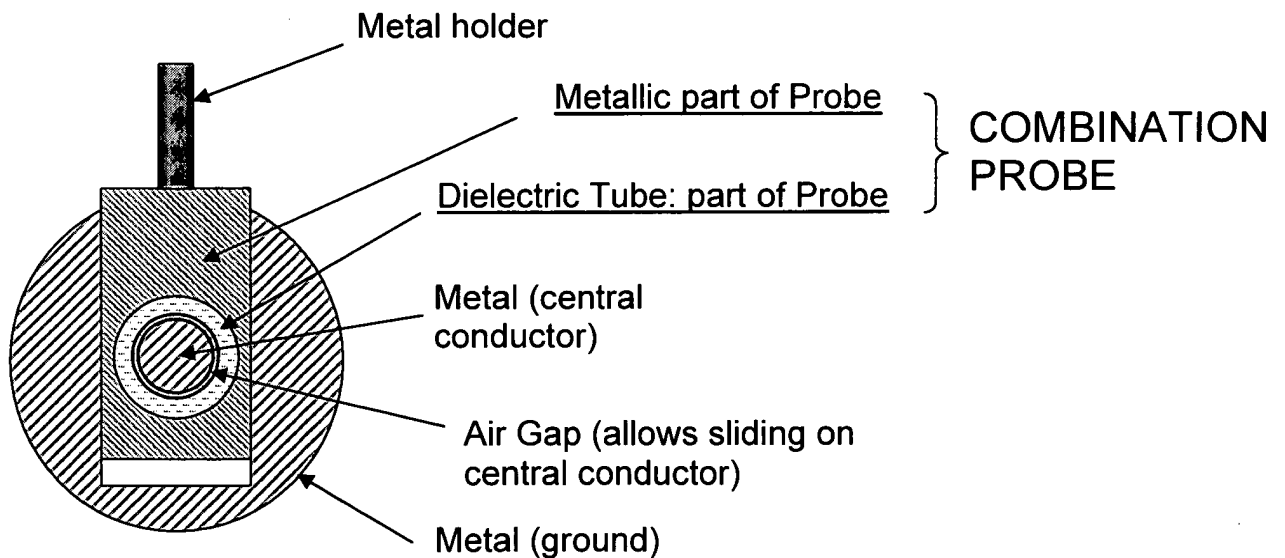 Metal holder
Metallic part of Probe
COMBINATION
PROBE
Dielectric Tube: part of Probe
Metal (central
conductor)
Air Gap (allows sliding on
central conductor)
Metal (ground)